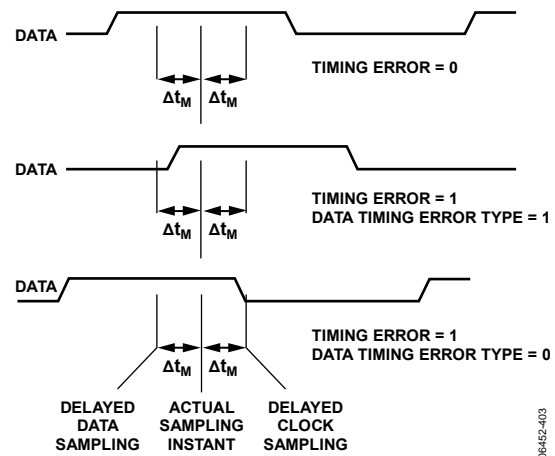 DATA
TIMING ERROR = 0
Δt_M Δt_M
DATA
TIMING ERROR = 1
DATA TIMING ERROR TYPE = 1
Δt_M Δt_M
DATA
TIMING ERROR = 1
DATA TIMING ERROR TYPE = 0
Δt_M Δt_M
DELAYED
DATA
SAMPLING
ACTUAL
SAMPLING
INSTANT
DELAYED
CLOCK
SAMPLING
06452-403